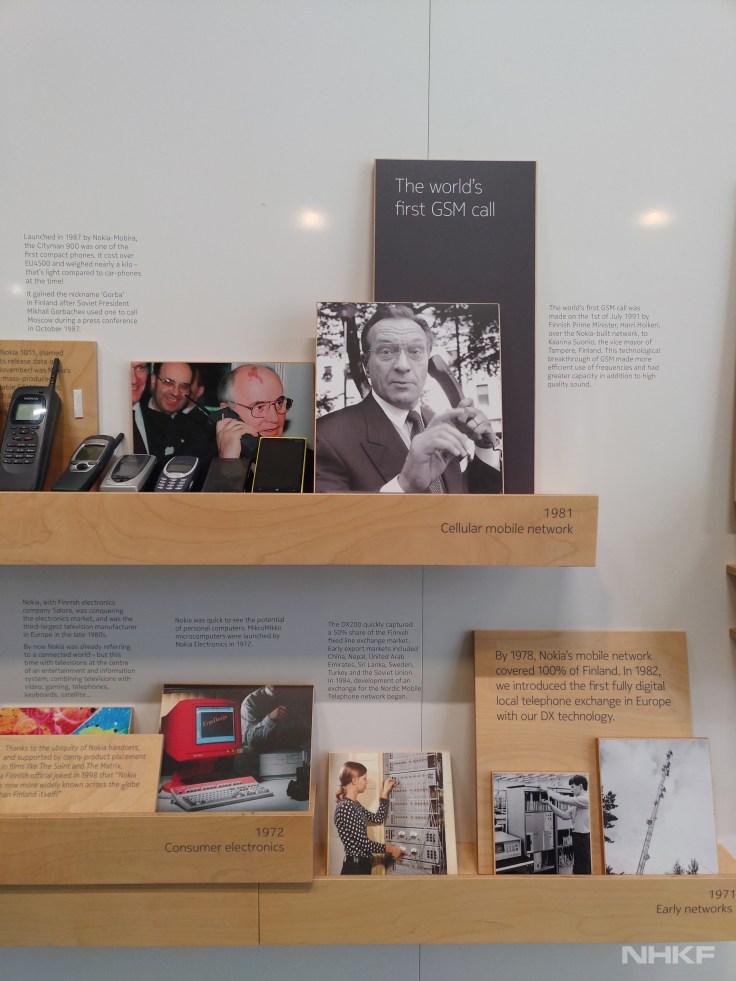 The world's
first GSM call
Launched in 1987 by Nokia-Mobira,
the Cityman 900 was one of the
first compact phones. It cost over
EU4500 and weighed nearly a kilo –
that's light compared to car-phones
at the time!
It gained the nickname 'Gorba'
in Finland after Soviet President
Mikhail Gorbachev used one to call
Moscow during a press conference
in October 1987.
The world's first GSM call was
made on the 1st of July 1991 by
Finnish Prime Minister, Harri Holkeri,
over the Nokia-built network, to
Kaarina Suonio, the vice mayor of
Tampere, Finland. This technological
breakthrough of GSM made more
efficient use of frequencies and had
greater capacity in addition to high
quality sound.
Nokia 1011, named
its release date
November) was
mass-produce
1981
Cellular mobile network
Nokia, with Finnish electronics
company Salora, was conquering
the electronics market, and was the
third-largest television manufacturer
in Europe in the late 1980s.
By now Nokia was already referring
to a connected world – but this
time with televisions at the centre
of an entertainment and information
system, combining televisions with
video, gaming, telephones,
keyboards, satellite...
Nokia was quick to see the potential
of personal computers. MikroMikko
microcomputers were launched by
Nokia Electronics in 1972.
The DX200 quickly captured
a 50% share of the Finnish
fixed line exchange market.
Early export markets included
China, Nepal, United Arab
Emirates, Sri Lanka, Sweden,
Turkey and the Soviet Union
In 1984, development of an
exchange for the Nordic Mobile
Telephone network began.
By 1978, Nokia's mobile network
covered 100% of Finland. In 1982,
we introduced the first fully digital
local telephone exchange in Europe
with our DX technology.
ErgoDesign
Thanks to the ubiquity of Nokia handsets,
and supported by canny product placement
in films like The Saint and The Matrix,
a Finnish official joked in 1998 that "Nokia
is now more widely known across the globe
than Finland itself!"
1972
Consumer electronics
1971
Early networks
NHKF